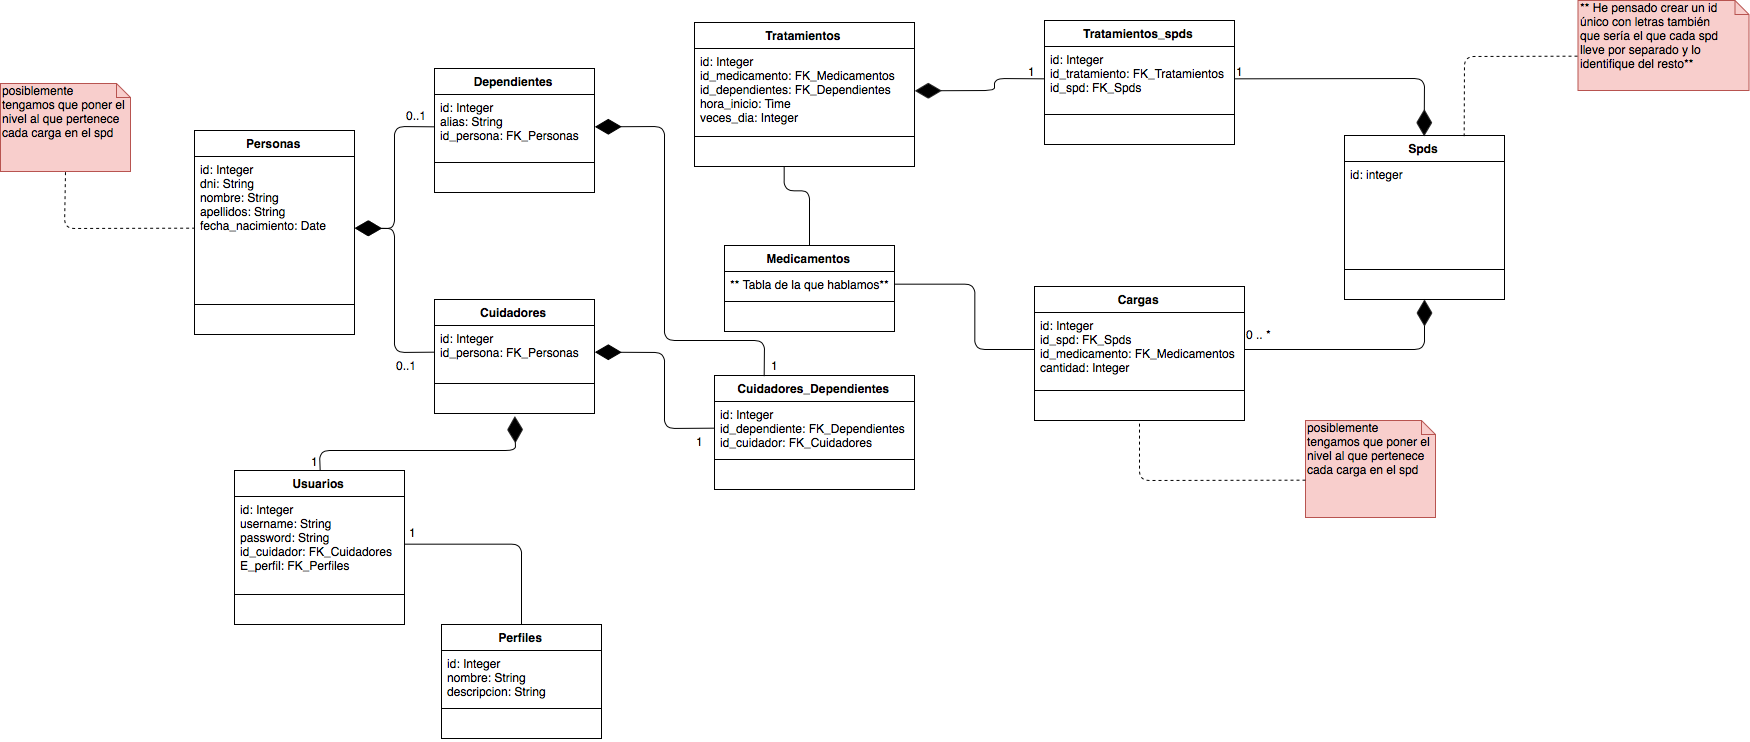 ** He pensado crear un id
único con letras también
que sería el que cada spd
lleve por separado y lo
identifique del resto**
posiblemente
tengamos que poner el
nivel al que pertenece
cada carga en el spd
Personas
id: Integer
dni: String
nombre: String
apellidos: String
fecha_nacimiento: Date
0..1
0..1
Dependientes
id: Integer
alias: String
id_persona: FK_Personas
Cuidadores
id: Integer
id_persona: FK_Personas
Tratamientos
id: Integer
id_medicamento: FK_Medicamentos
id_dependientes: FK_Dependientes
hora_inicio: Time
veces_dia: Integer
1
Tratamientos_spds
id: Integer
id_tratamiento: FK_Tratamientos
id_spd: FK_Spds
1
Spds
id: integer
Medicamentos
** Tabla de la que hablamos**
Cargas
id: Integer
id_spd: FK_Spds
id_medicamento: FK_Medicamentos
cantidad: Integer
0 .. *
1
1
Cuidadores_Dependientes
id: Integer
id_dependiente: FK_Dependientes
id_cuidador: FK_Cuidadores
posiblemente
tengamos que poner el
nivel al que pertenece
cada carga en el spd
1
Usuarios
id: Integer
username: String
password: String
id_cuidador: FK_Cuidadores
E_perfil: FK_Perfiles
1
Perfiles
id: Integer
nombre: String
descripcion: String